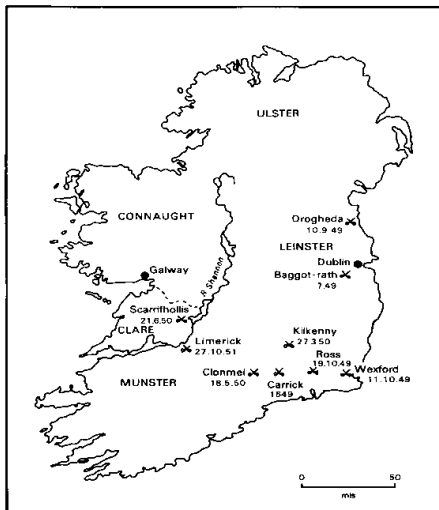 ULSTER
CONNAUGHT
Orogheda
10.9.49
LEINSTER
Dublin
Galway
Baggot-rath
7.49
R. Shannon
Scarrifhollis
21.6.50
CLARE
Limerick
27.10.51
Kilkenny
27.3.50
Ross
19.10.49
Wexford
11.10.49
MUNSTER
Clonmel
18.5.50
Carrick
1649
0
50
mls